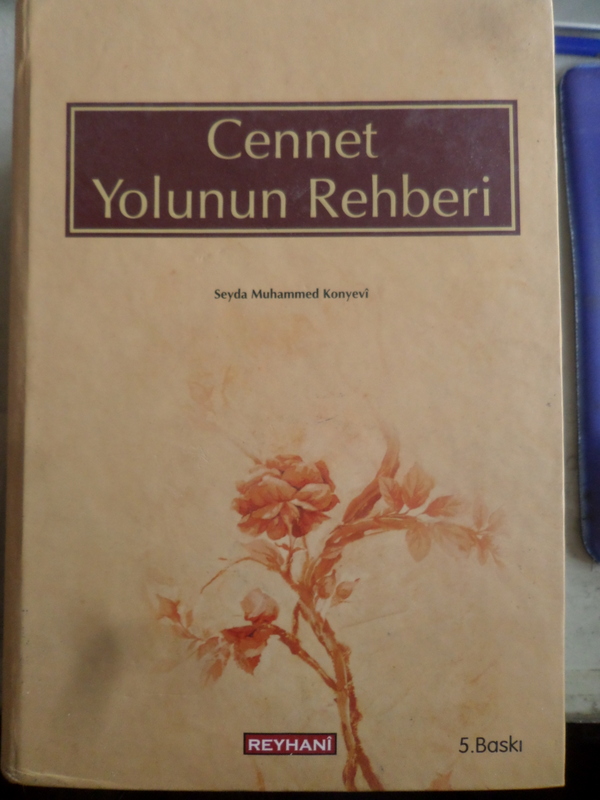 Cennet
Yolunun Rehberi
Seyda Muhammed Konyevî
REYHANÎ
5.Baskı